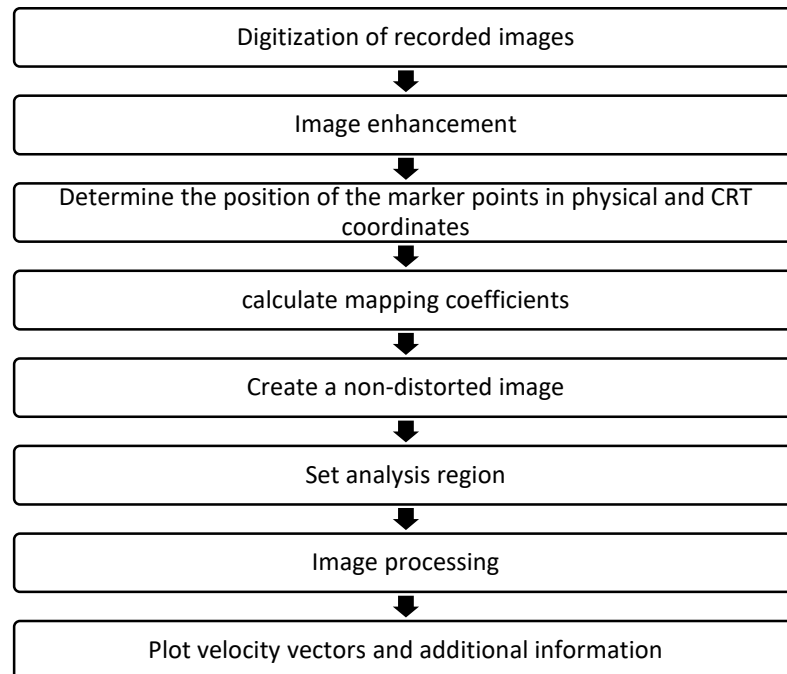 Digitization of recorded images
Image enhancement
Determine the position of the marker points in physical and CRT
coordinates
calculate mapping coefficients
Create a non-distorted image
Set analysis region
Image processing
Plot velocity vectors and additional information